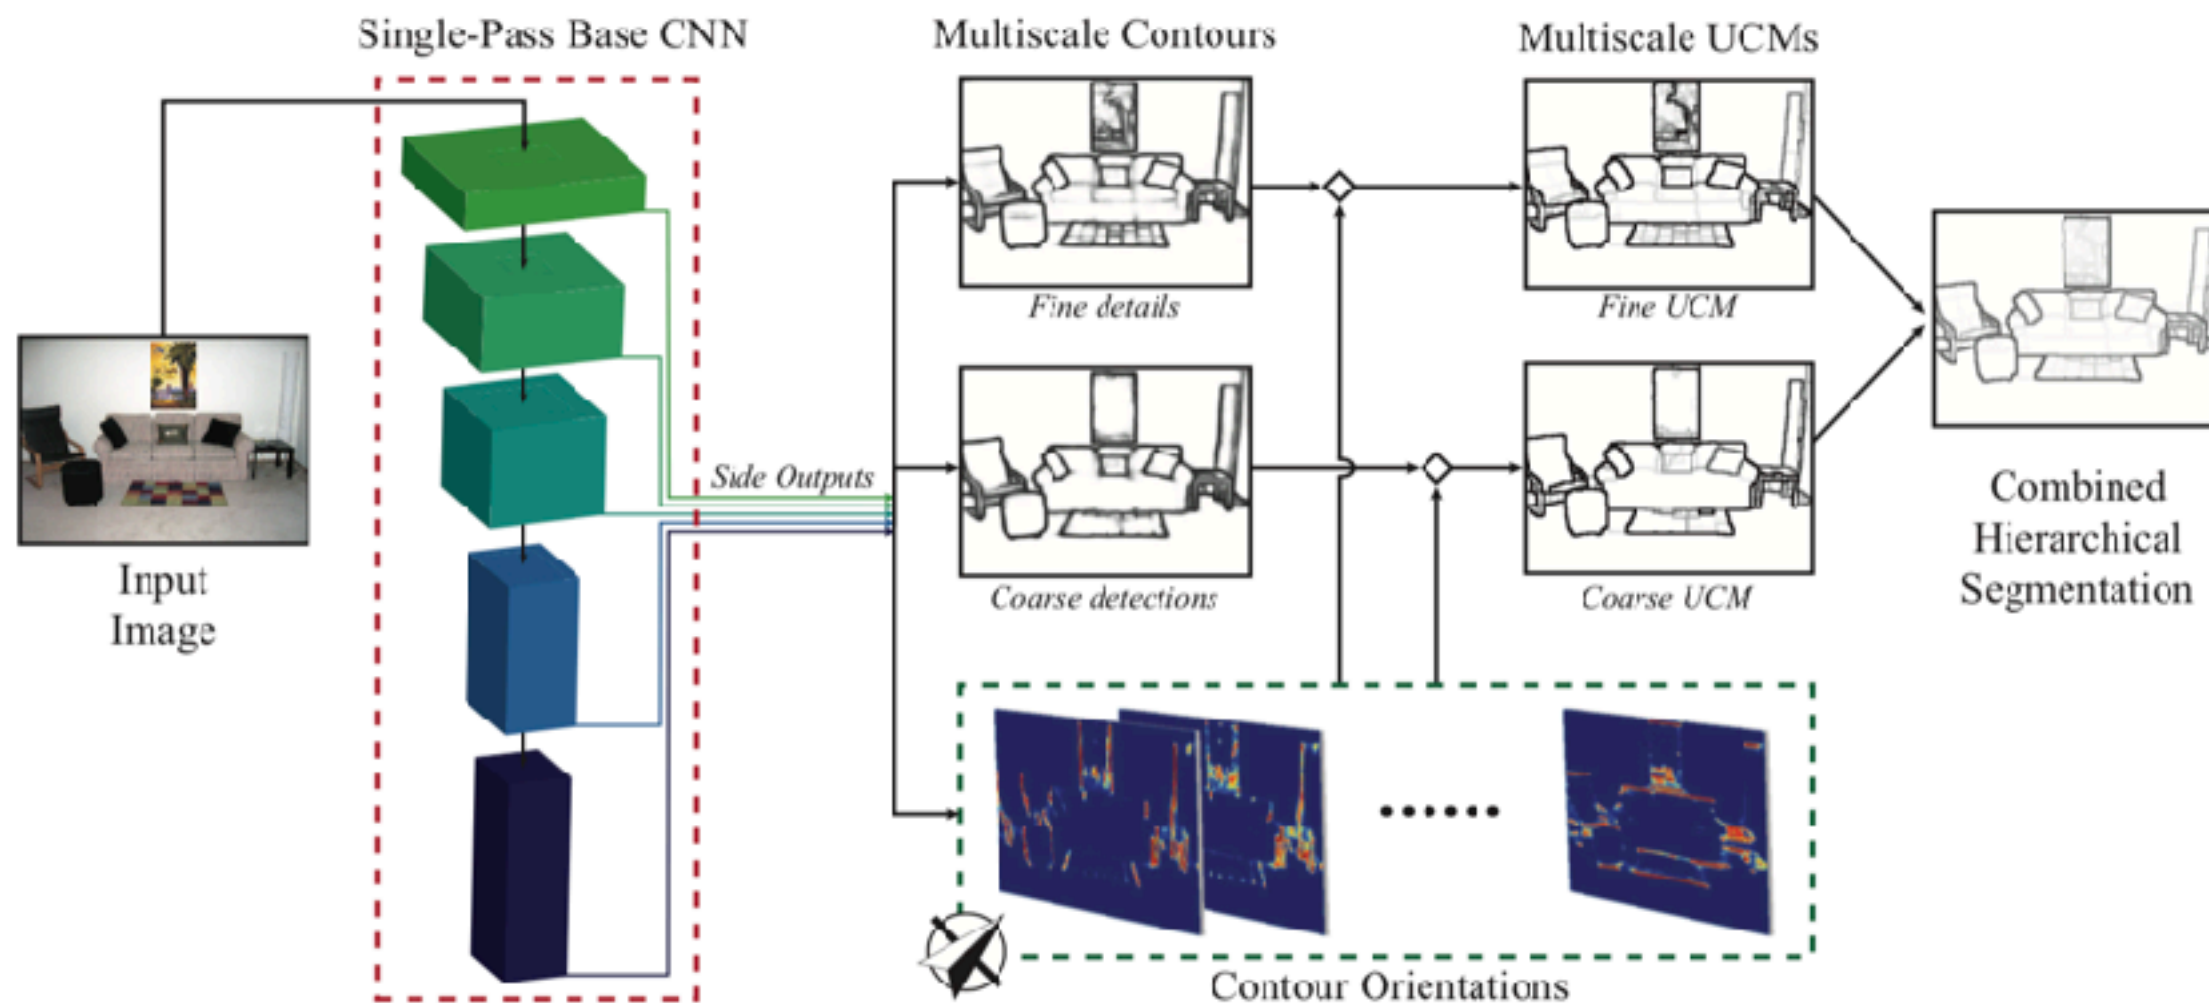 Single-Pass Base CNN
Multiscale Contours
Multiscale UCMs
Fine details
Fine UCM
Side Outputs
Input
Image
Coarse detections
Coarse UCM
Combined
Hierarchical
Segmentation
Contour Orientations